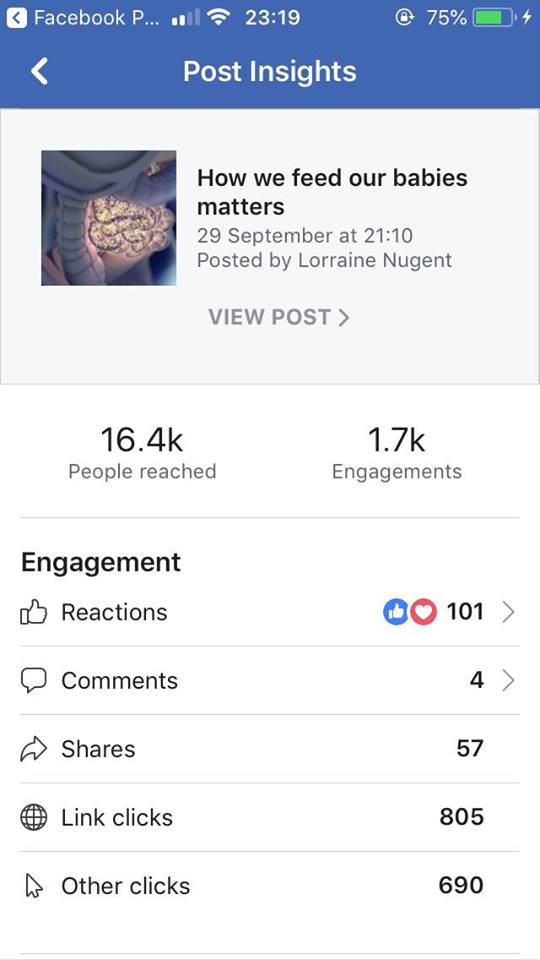 Facebook P... 23:19 75%
Post Insights
How we feed our babies
matters
29 September at 21:10
Posted by Lorraine Nugent
VIEW POST
16.4k 1.7k
People reached Engagements
Engagement
Reactions 101
Comments 4
Shares 57
Link clicks 805
Other clicks 690